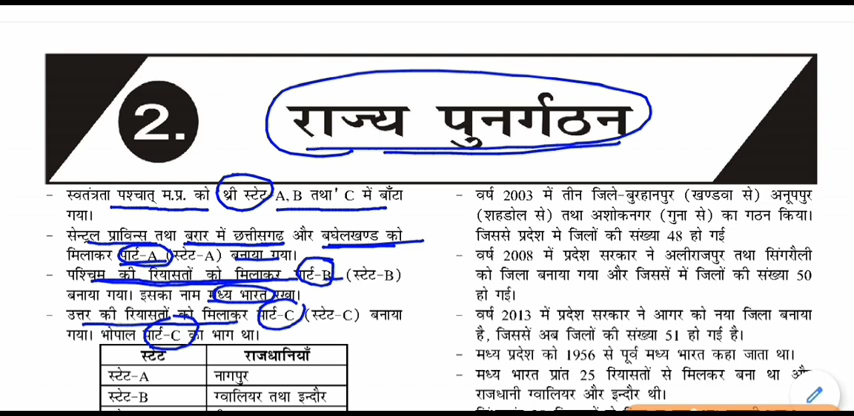 2.
राज्य पुनर्गठन
- स्वतंत्रता पश्चात् म.प्र. को थ्री स्टेट A, B तथा' C में बाँटा
गया।
- सेन्ट्रल प्राविन्स तथा बरार में छत्तीसगढ़ और बघेलखण्ड को
मिलाकर पार्ट-A (स्टेट-A) बनाया गया।
- पश्चिम की रियासतों को मिलाकर पार्ट-B (स्टेट-B)
बनाया गया। इसका नाम मध्य भारत रखा।
- उत्तर की रियासतों को मिलाकर पार्ट-C (स्टेट-C) बनाया
गया। भोपाल पार्ट-C का भाग था।
स्टेट राजधानियाँ
स्टेट-A नागपुर
स्टेट-B ग्वालियर तथा इन्दौर
- वर्ष 2003 में तीन जिले-बुरहानपुर (खण्डवा से) अनूपपुर
(शहडोल से) तथा अशोकनगर (गुना से) का गठन किया।
जिससे प्रदेश मे जिलों की संख्या 48 हो गई
- वर्ष 2008 में प्रदेश सरकार ने अलीराजपुर तथा सिंगरौली
को जिला बनाया गया और जिससें में जिलों की संख्या 50
हो गई।
- वर्ष 2013 में प्रदेश सरकार ने आगर को नया जिला बनाया
है, जिससें अब जिलों की संख्या 51 हो गई है।
- मध्य प्रदेश को 1956 से पूर्व मध्य भारत कहा जाता था।
- मध्य भारत प्रांत 25 रियासतों से मिलकर बना था
राजधानी ग्वालियर और इन्दौर थी।